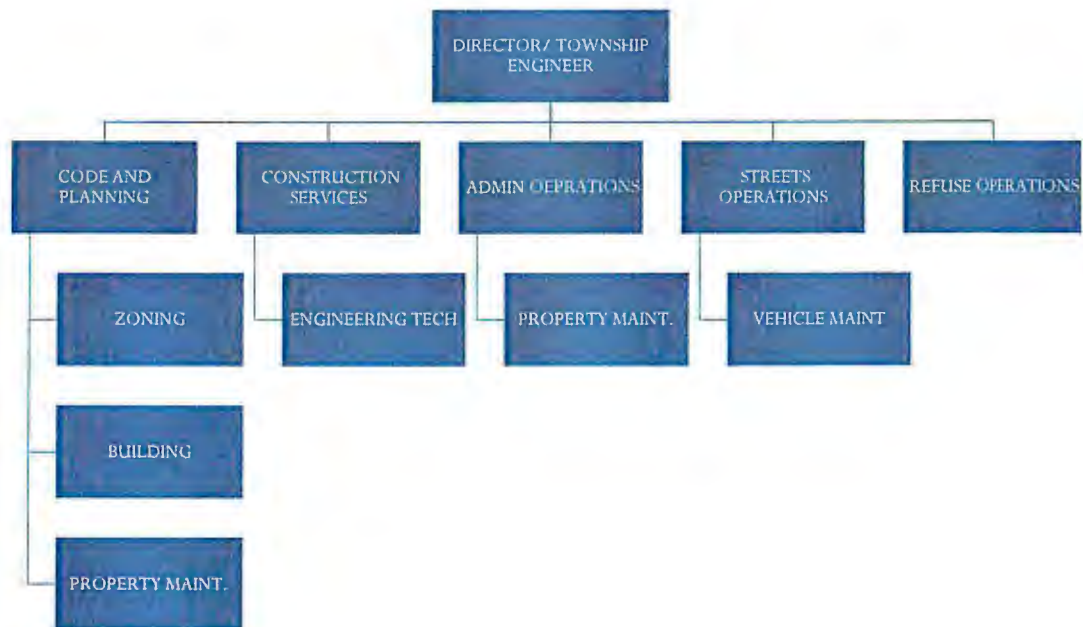 DIRECTOR/ TOWNSHIP
ENGINEER
CODE AND
PLANNING
CONSTRUCTION
SERVICES
ADMIN OEPRATIONS
STREETS
OPERATIONS
REFUSE OPERATIONS
ZONING
ENGINEERING TECH
PROPERTY MAINT.
VEHICLE MAINT
BUILDING
PROPERTY MAINT.